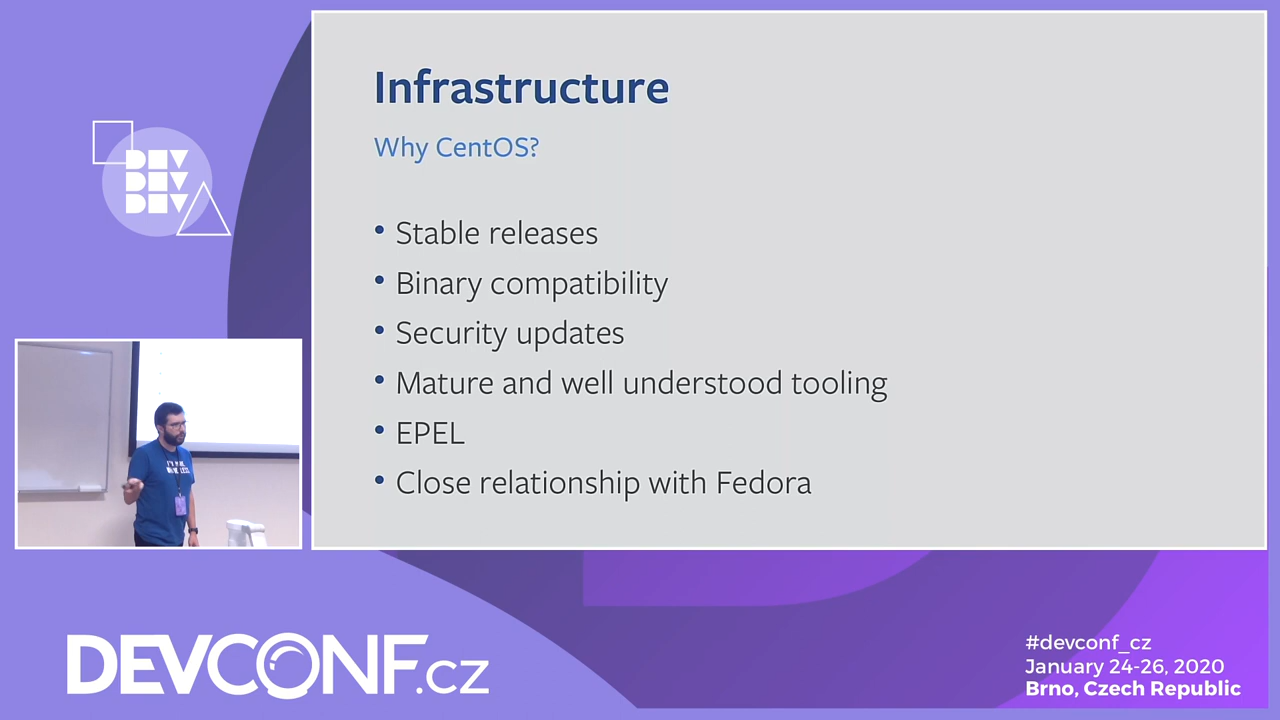 Infrastructure
Why CentOS?
• Stable releases
• Binary compatibility
• Security updates
• Mature and well understood tooling
• EPEL
• Close relationship with Fedora
DEV
DEV
DEV
DEVCONF.CZ
#devconf_cz
January 24-26, 2020
Brno, Czech Republic